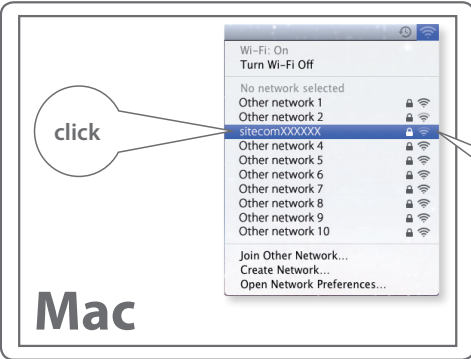 Wi-Fi: On
Turn Wi-Fi Off
No network selected
Other network 1
Other network 2
click
sitecomXXXXXX
Other network 4
Other network 5
Other network 6
Other network 7
Other network 8
Other network 9
Other network 10
Join Other Network...
Create Network...
Open Network Preferences...
Mac